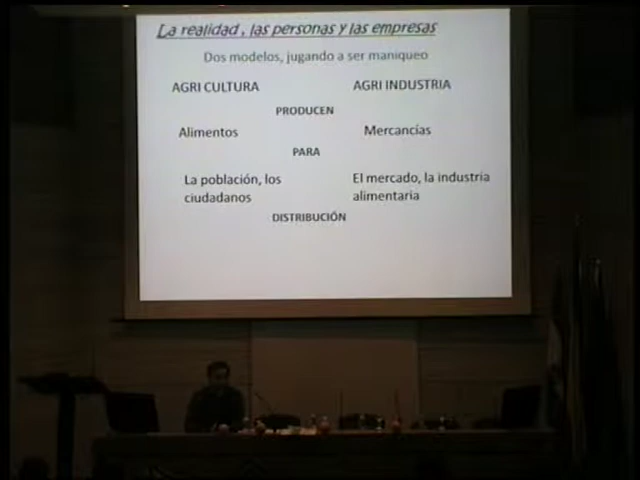 La realidad , las personas y las empresas
Dos modelos, jugando a ser maniqueo
AGRI CULTURA AGRI INDUSTRIA
PRODUCEN
Alimentos Mercancías
PARA
La población, los El mercado, la industria
ciudadanos alimentaria
DISTRIBUCIÓN